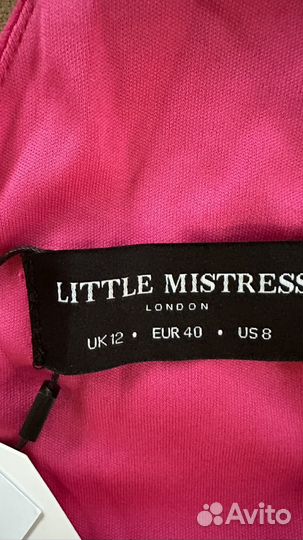 LITTLE MISTRESS
LONDON
UK 12 • EUR 40 • US 8
Avito